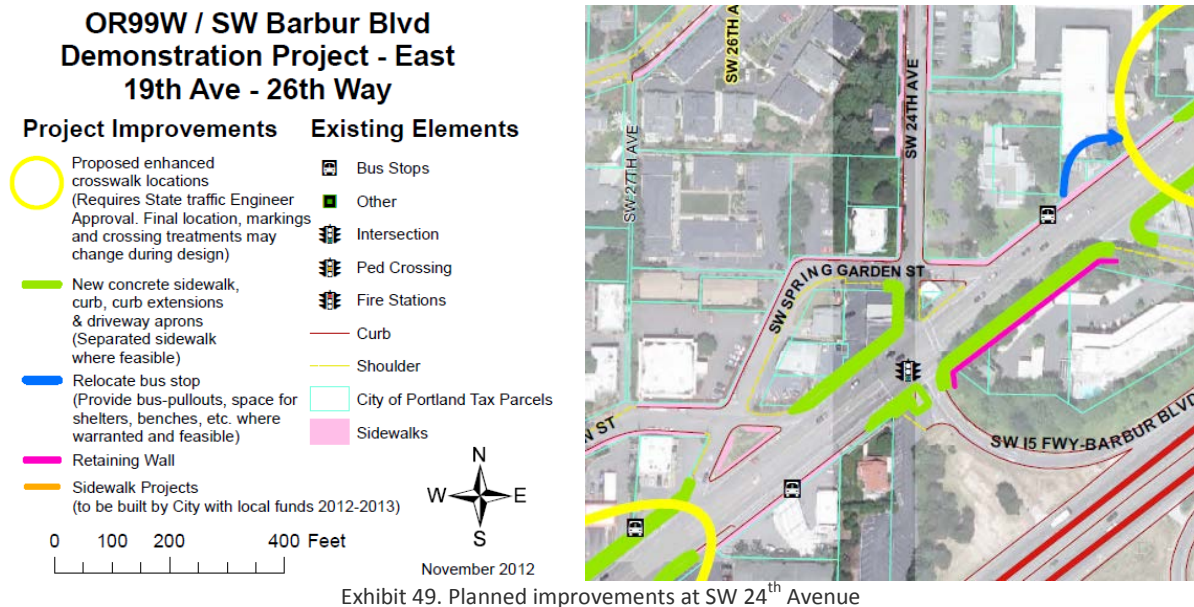 OR99W / SW Barbur Blvd
Demonstration Project - East
19th Ave - 26th Way
Project Improvements
Proposed enhanced
crosswalk locations
(Requires State traffic Engineer
Approval. Final location, markings
and crossing treatments may
change during design)
New concrete sidewalk,
curb, curb extensions
& driveway aprons
(Separated sidewalk
where feasible)
Relocate bus stop
(Provide bus-pullouts, space for
shelters, benches, etc. where
warranted and feasible)
Retaining Wall
Sidewalk Projects
(to be built by City with local funds 2012-2013)
0 100 200 400 Feet
Existing Elements
Bus Stops
Other
Intersection
Ped Crossing
Fire Stations
Curb
Shoulder
City of Portland Tax Parcels
Sidewalks
N
W E
S
November 2012
SW 26TH A
SW 27TH AVE
SW 24TH AVE
SW SPRING GARDEN ST
N ST
SW I5 FWY-BARBUR BLVD
Exhibit 49. Planned improvements at SW 24th Avenue